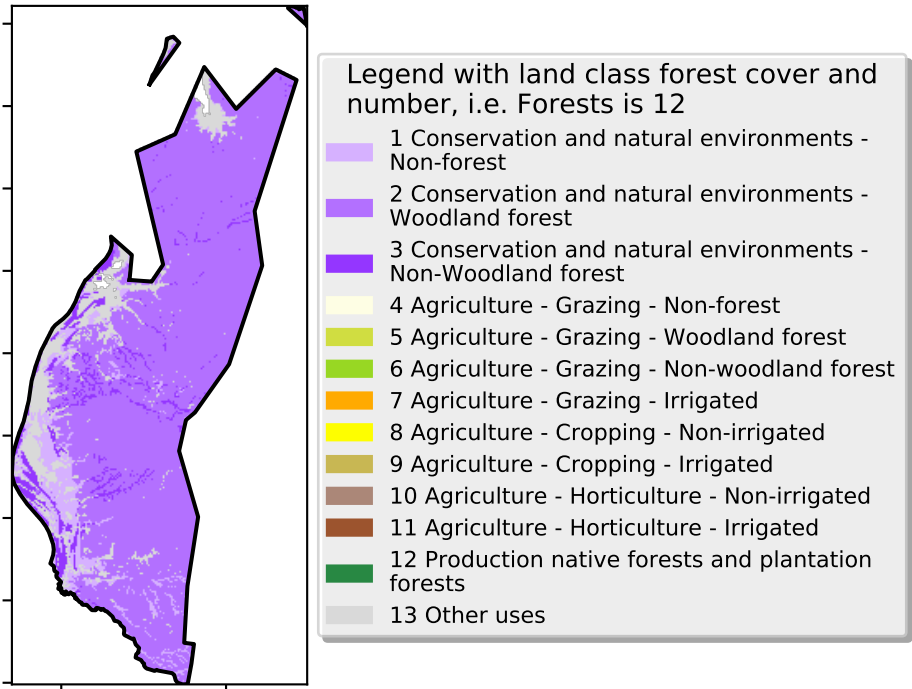 Legend with land class forest cover and
number, i.e. Forests is 12
1 Conservation and natural environments -
Non-forest
2 Conservation and natural environments -
Woodland forest
3 Conservation and natural environments -
Non-Woodland forest
4 Agriculture - Grazing - Non-forest
5 Agriculture - Grazing - Woodland forest
6 Agriculture - Grazing - Non-woodland forest
7 Agriculture - Grazing - Irrigated
8 Agriculture - Cropping - Non-irrigated
9 Agriculture - Cropping - Irrigated
10 Agriculture - Horticulture - Non-irrigated
11 Agriculture - Horticulture - Irrigated
12 Production native forests and plantation
forests
13 Other uses